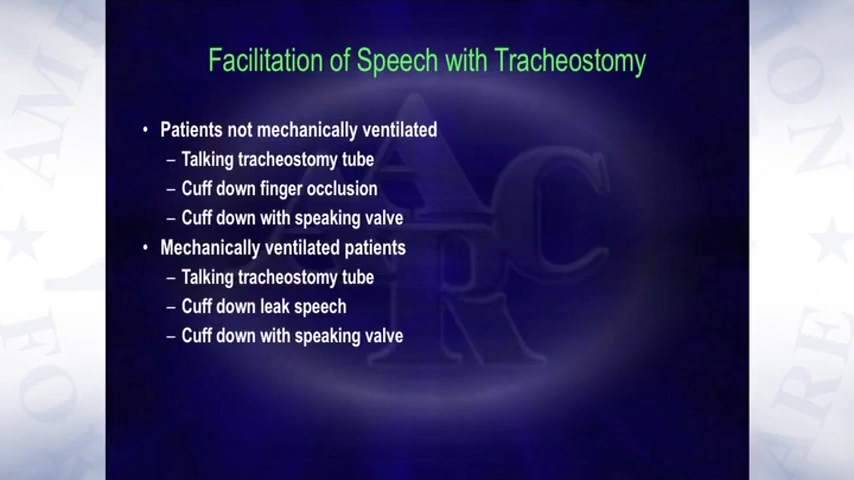 Facilitation of Speech with Tracheostomy
• Patients not mechanically ventilated
– Talking tracheostomy tube
– Cuff down finger occlusion
– Cuff down with speaking valve
• Mechanically ventilated patients
– Talking tracheostomy tube
– Cuff down leak speech
– Cuff down with speaking valve
AARC